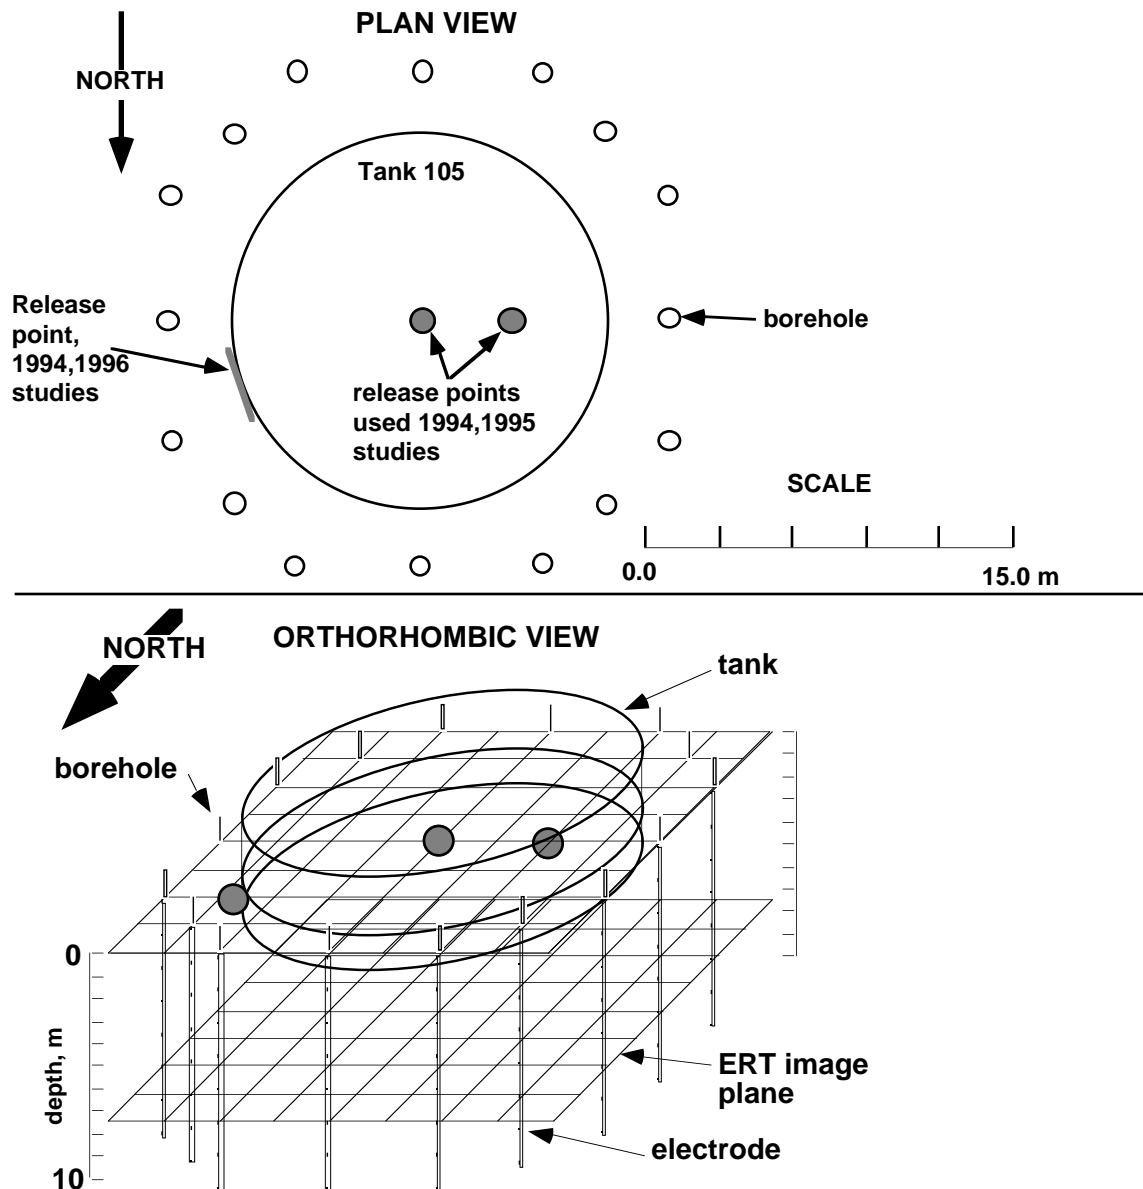 PLAN VIEW
NORTH
Tank 105
Release
point,
1994,1996
studies
borehole
release points
used 1994,1995
studies
SCALE
0.0
15.0 m
NORTH
ORTHORHOMBIC VIEW
tank
borehole
0
depth, m
ERT image
plane
electrode
10